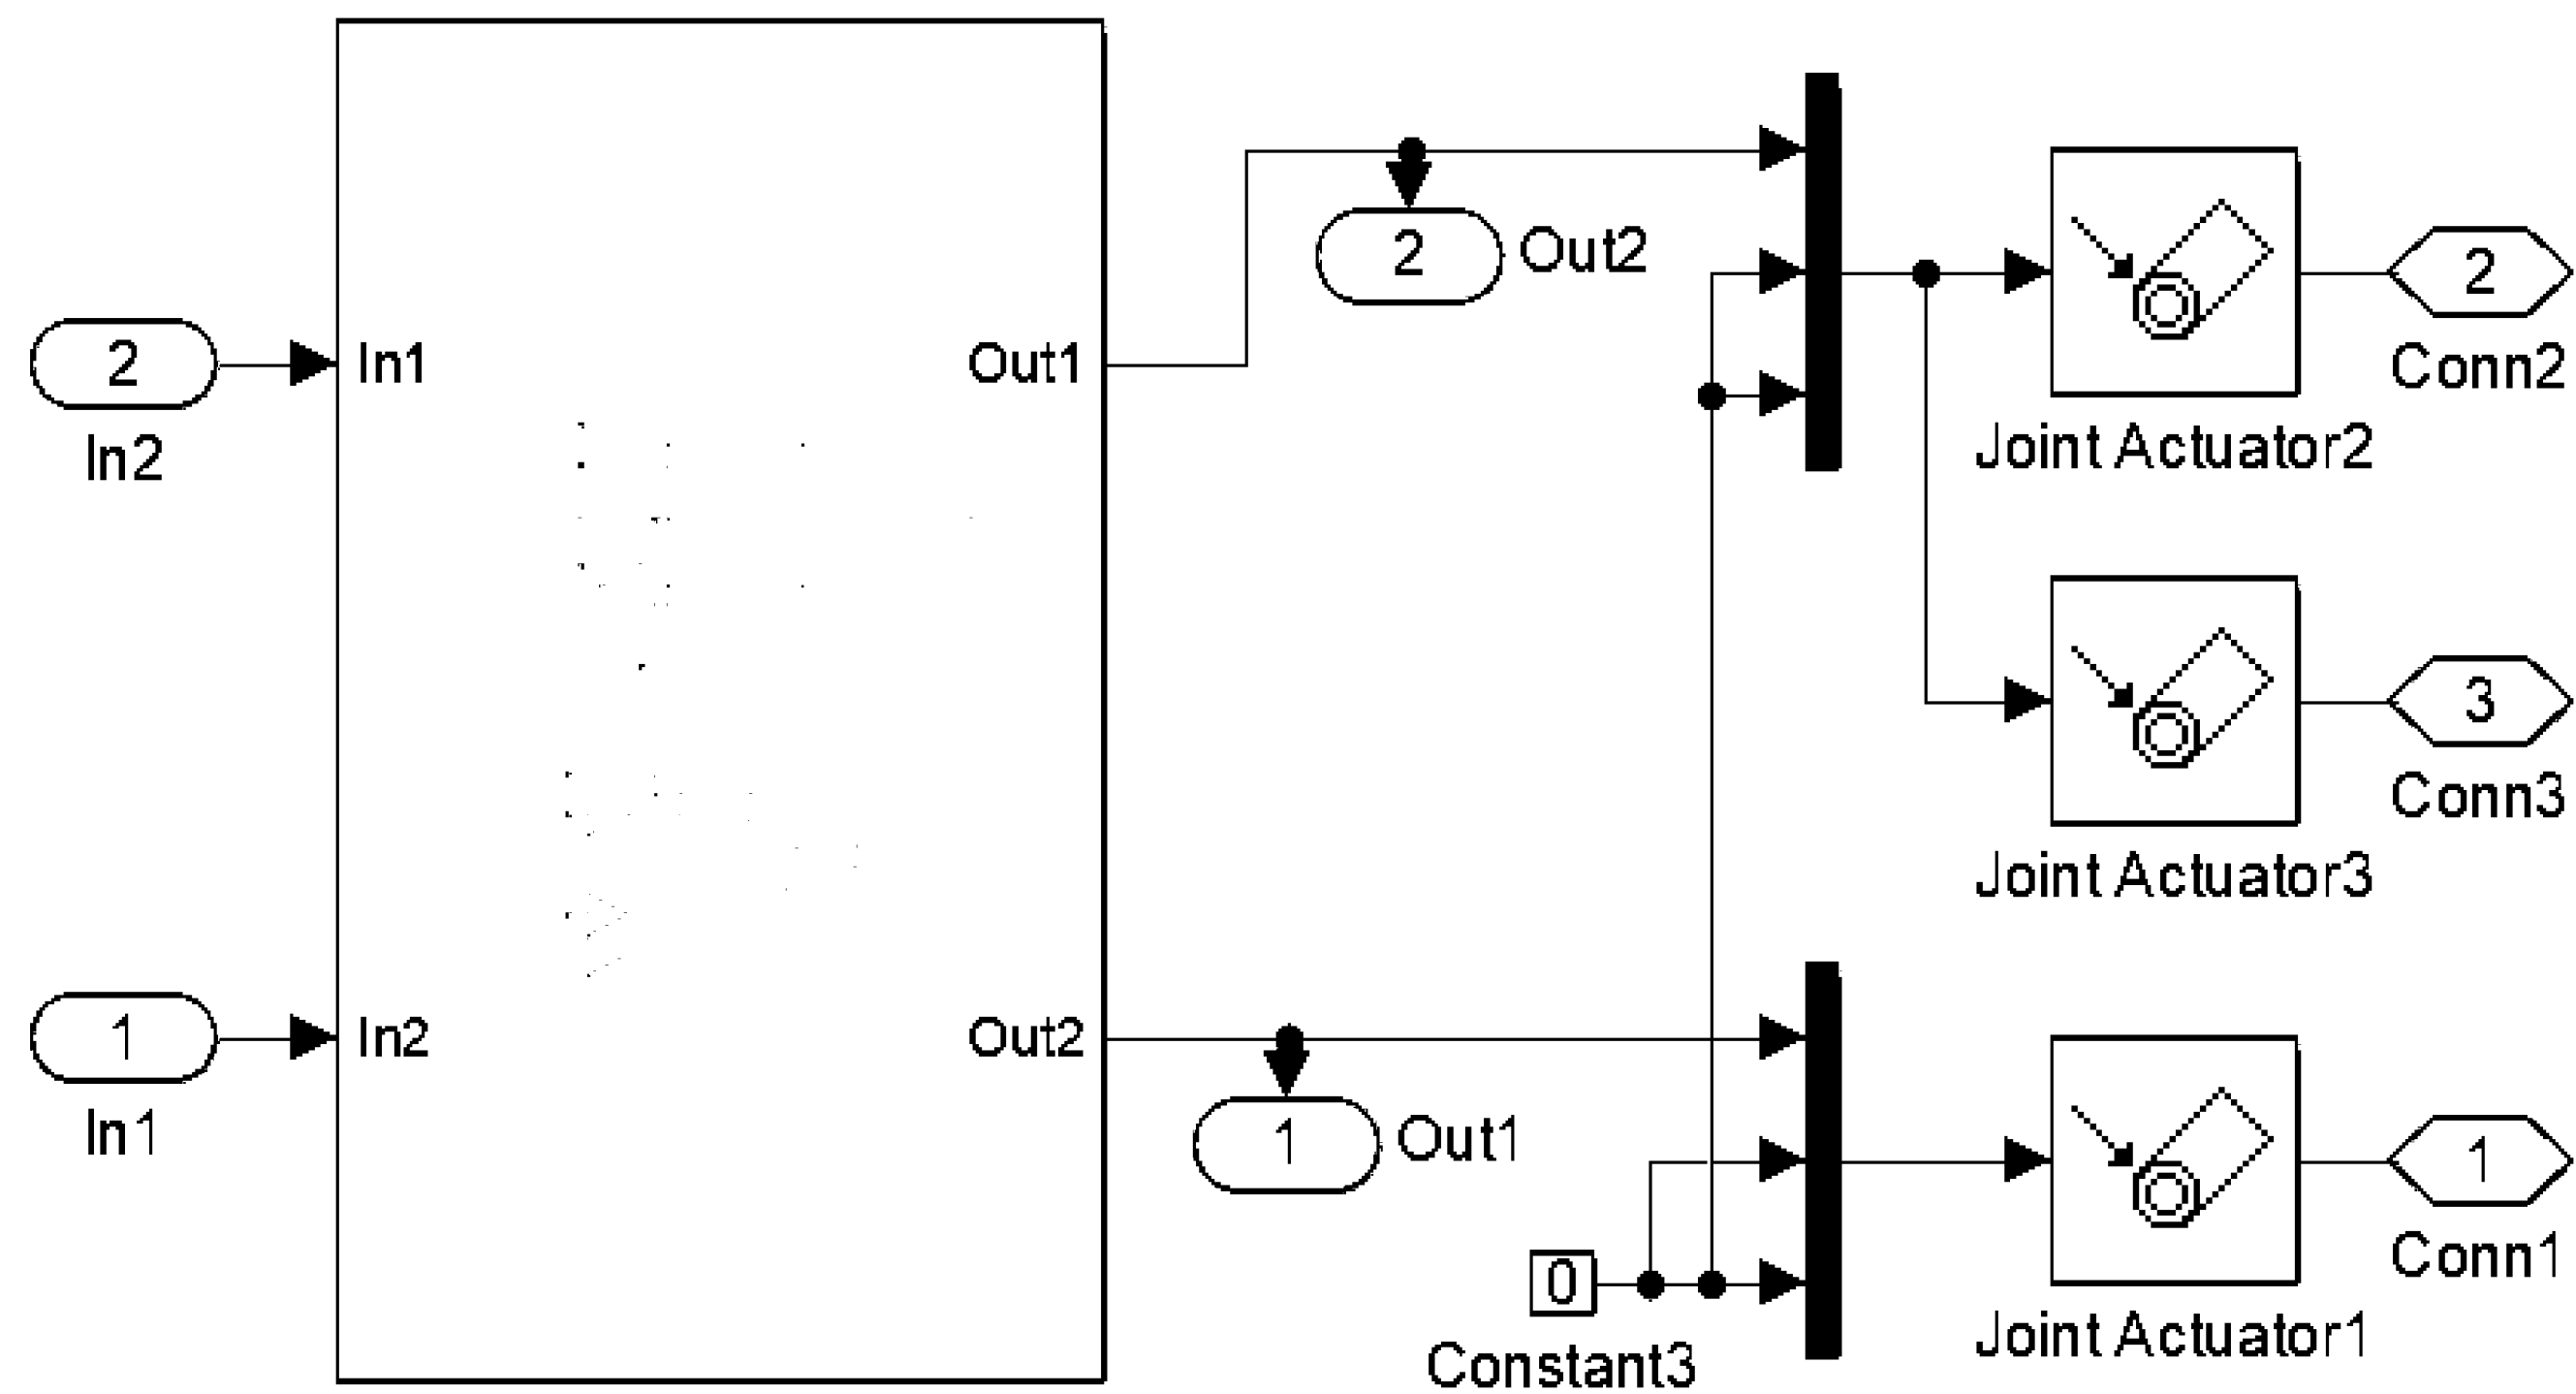 2
In2
In1
Out1
2
Out2
2
Conn2
Joint Actuator2
3
Conn3
Joint Actuator3
1
In1
In2
Out2
1
Out1
1
Conn1
Joint Actuator1
0
Constant3